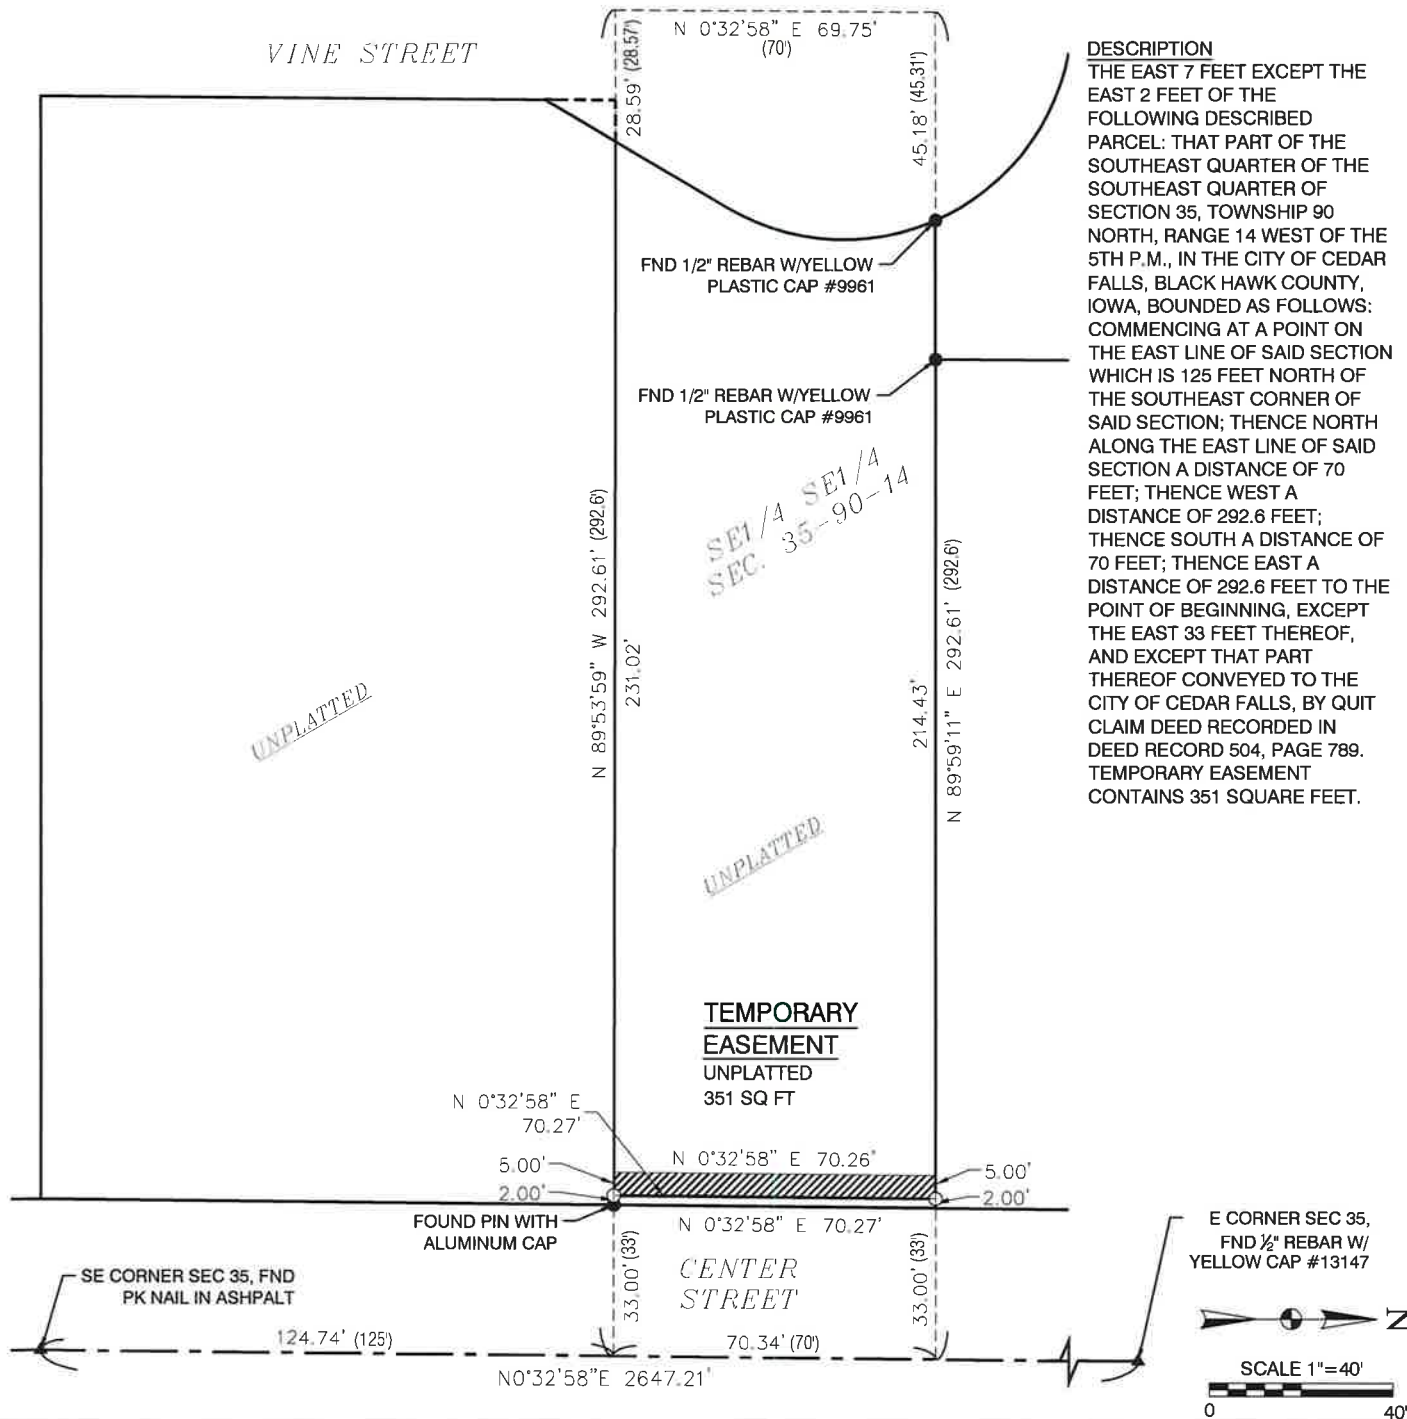 VINE STREET
N 0°32'58" E 69.75'
(70')
28.59' (28.57')
45.18' (45.31')
DESCRIPTION
THE EAST 7 FEET EXCEPT THE
EAST 2 FEET OF THE
FOLLOWING DESCRIBED
PARCEL: THAT PART OF THE
SOUTHEAST QUARTER OF THE
SOUTHEAST QUARTER OF
SECTION 35, TOWNSHIP 90
NORTH, RANGE 14 WEST OF THE
5TH P.M., IN THE CITY OF CEDAR
FALLS, BLACK HAWK COUNTY,
IOWA, BOUNDED AS FOLLOWS:
COMMENCING AT A POINT ON
THE EAST LINE OF SAID SECTION
WHICH IS 125 FEET NORTH OF
THE SOUTHEAST CORNER OF
SAID SECTION; THENCE NORTH
ALONG THE EAST LINE OF SAID
SECTION A DISTANCE OF 70
FEET; THENCE WEST A
DISTANCE OF 292.6 FEET;
THENCE SOUTH A DISTANCE OF
70 FEET; THENCE EAST A
DISTANCE OF 292.6 FEET TO THE
POINT OF BEGINNING, EXCEPT
THE EAST 33 FEET THEREOF,
AND EXCEPT THAT PART
THEREOF CONVEYED TO THE
CITY OF CEDAR FALLS, BY QUIT
CLAIM DEED RECORDED IN
DEED RECORD 504, PAGE 789.
TEMPORARY EASEMENT
CONTAINS 351 SQUARE FEET.
FND 1/2" REBAR W/YELLOW
PLASTIC CAP #9961
FND 1/2" REBAR W/YELLOW
PLASTIC CAP #9961
SE1/4 SE1/4
SEC. 35-90-14
N 89°53'59" W 292.61' (292.6')
231.02'
214.43'
N 89°59'11" E 292.61' (292.6')
UNPLATTED
UNPLATTED
TEMPORARY
EASEMENT
UNPLATTED
351 SQ FT
N 0°32'58" E
70.27'
N 0°32'58" E 70.26'
5.00'
2.00'
5.00'
2.00'
FOUND PIN WITH
ALUMINUM CAP
N 0°32'58" E 70.27'
33.00' (33')
CENTER
STREET
33.00' (33')
E CORNER SEC 35,
FND ½" REBAR W/
YELLOW CAP #13147
SE CORNER SEC 35, FND
PK NAIL IN ASHPALT
124.74' (125')
70.34' (70')
N0°32'58"E 2647.21'
N
SCALE 1"=40'
0 40'